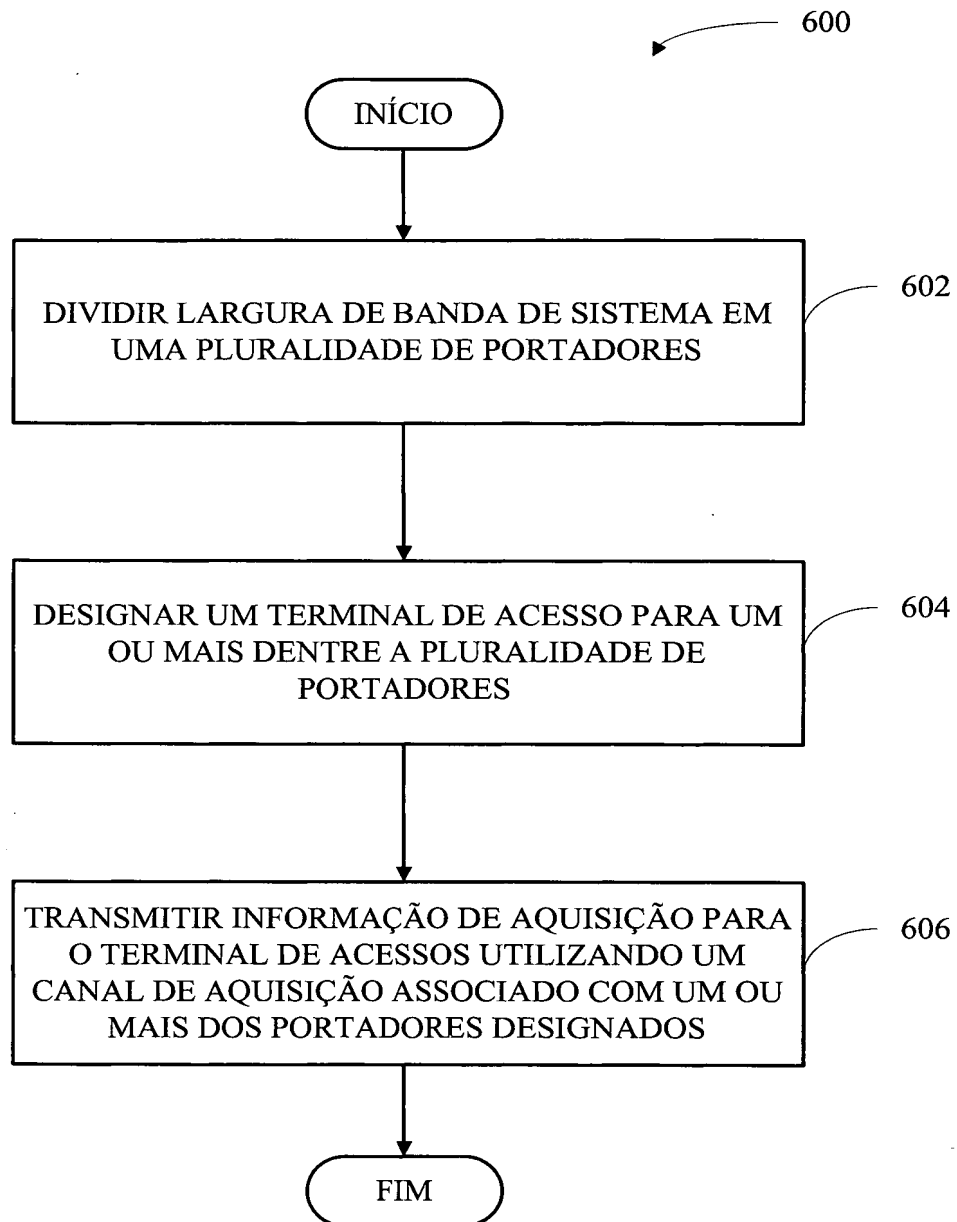 600
INÍCIO
DIVIDIR LARGURA DE BANDA DE SISTEMA EM
UMA PLURALIDADE DE PORTADORES
602
DESIGNAR UM TERMINAL DE ACESSO PARA UM
OU MAIS DENTRE A PLURALIDADE DE
PORTADORES
604
TRANSMITIR INFORMAÇÃO DE AQUISIÇÃO PARA
O TERMINAL DE ACESSOS UTILIZANDO UM
CANAL DE AQUISIÇÃO ASSOCIADO COM UM OU
MAIS DOS PORTADORES DESIGNADOS
606
FIM